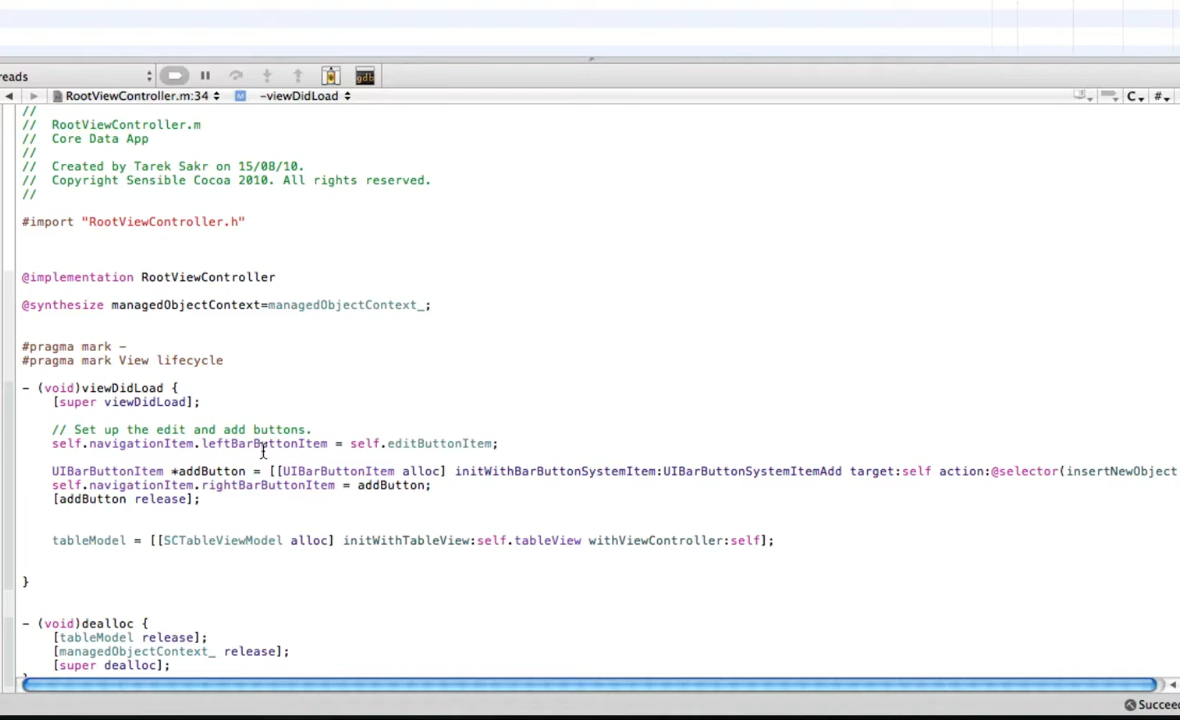 reads
gdb
RootViewController.m:34 -viewDidLoad C #
//
// RootViewController.m
// Core Data App
//
// Created by Tarek Sakr on 15/08/10.
// Copyright Sensible Cocoa 2010. All rights reserved.
//
#import "RootViewController.h"
@implementation RootViewController
@synthesize managedObjectContext=managedObjectContext_;
#pragma mark -
#pragma mark View lifecycle
- (void)viewDidLoad {
[super viewDidLoad];
// Set up the edit and add buttons.
self.navigationItem.leftBarButtonItem = self.editButtonItem;
UIBarButtonItem *addButton = [[UIBarButtonItem alloc] initWithBarButtonSystemItem:UIBarButtonSystemItemAdd target:self action:@selector(insertNewObject
self.navigationItem.rightBarButtonItem = addButton;
[addButton release];
tableModel = [[SCTableViewModel alloc] initWithTableView:self.tableView withViewController:self];
}
- (void)dealloc {
[tableModel release];
[managedObjectContext_ release];
[super dealloc];
Succeed